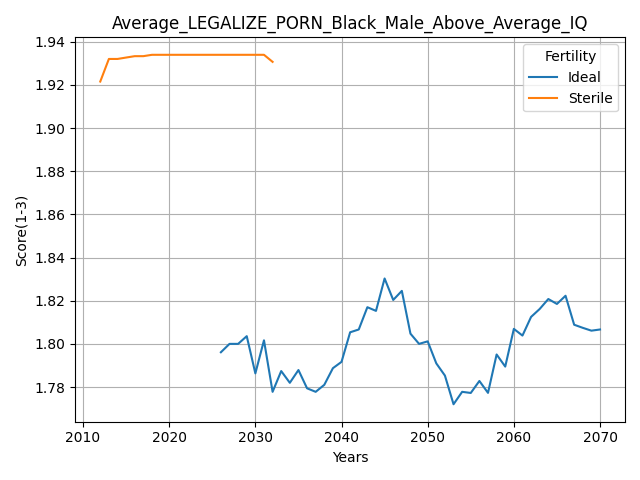 Average_LEGALIZE_PORN_Black_Male_Above_Average_IQ
Score(1-3)
1.94
1.92
1.90
1.88
1.86
1.84
1.82
1.80
1.78
Fertility
Ideal
Sterile
2010 2020 2030 2040 2050 2060 2070
Years